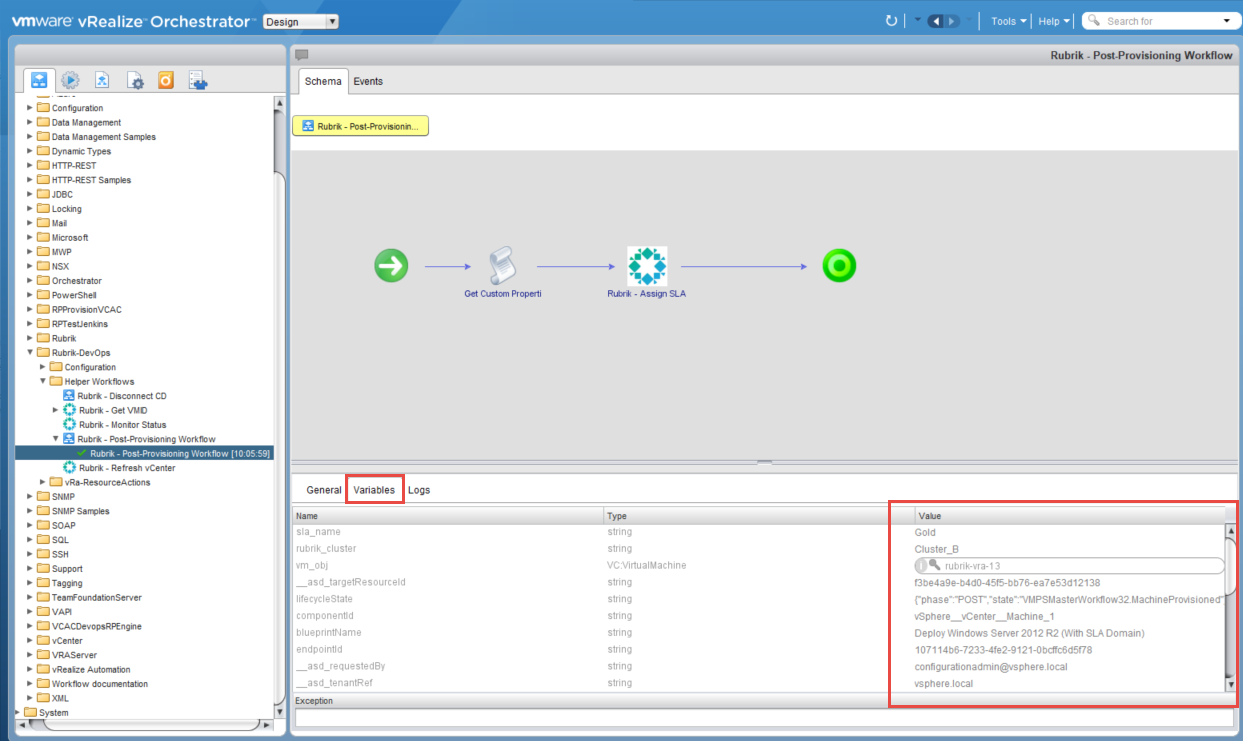 vmware vRealize Orchestrator Design Tools Help Search for
Rubrik - Post-Provisioning Workflow
Schema Events
Rubrik - Post-Provisionin...
Configuration
Data Management
Data Management Samples
Dynamic Types
HTTP-REST
HTTP-REST Samples
JDBC
Locking
Mail
Microsoft
MWP
NSX
Orchestrator
PowerShell
RPProvisionVCAC
RPTestJenkins
Rubrik
Rubrik-DevOps
Configuration
Helper Workflows
Rubrik - Disconnect CD
Rubrik - Get VMID
Rubrik - Monitor Status
Rubrik - Post-Provisioning Workflow
Rubrik - Post-Provisioning Workflow [10:05:59]
Rubrik - Refresh vCenter
vRa-ResourceActions
SNMP
SNMP Samples
SOAP
SQL
SSH
Support
Tagging
TeamFoundationServer
VAPI
VCACDevopsRPEngine
vCenter
VRAServer
vRealize Automation
Workflow documentation
XML
System
Get Custom Properti
Rubrik - Assign SLA
General Variables Logs
Name Type Value
sla_name string Gold
rubrik_cluster string Cluster_B
vm_obj VC:VirtualMachine rubrik-vra-13
__asd_targetResourceId string f3be4a9e-b4d0-45f5-bb76-ea7e53d12138
lifecycleState string {"phase":"POST","state":"VMPSMasterWorkflow32.MachineProvisioned"
componentId string vSphere__vCenter__Machine_1
blueprintName string Deploy Windows Server 2012 R2 (With SLA Domain)
endpointId string 107114b6-7233-4fe2-9121-0bcffc6d5f78
__asd_requestedBy string configurationadmin@vsphere.local
__asd_tenantRef string vsphere.local
Exception